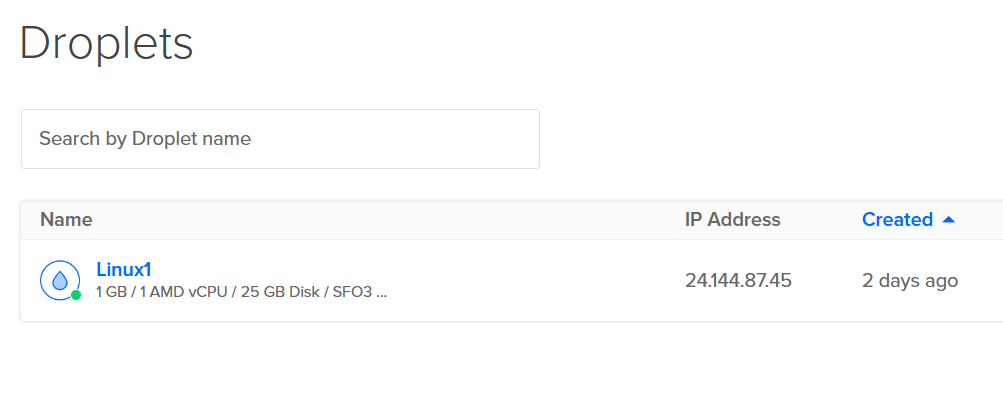 Droplets
Search by Droplet name
Name IP Address Created
Linux1
1 GB / 1 AMD vCPU / 25 GB Disk / SFO3 ...
24.144.87.45 2 days ago